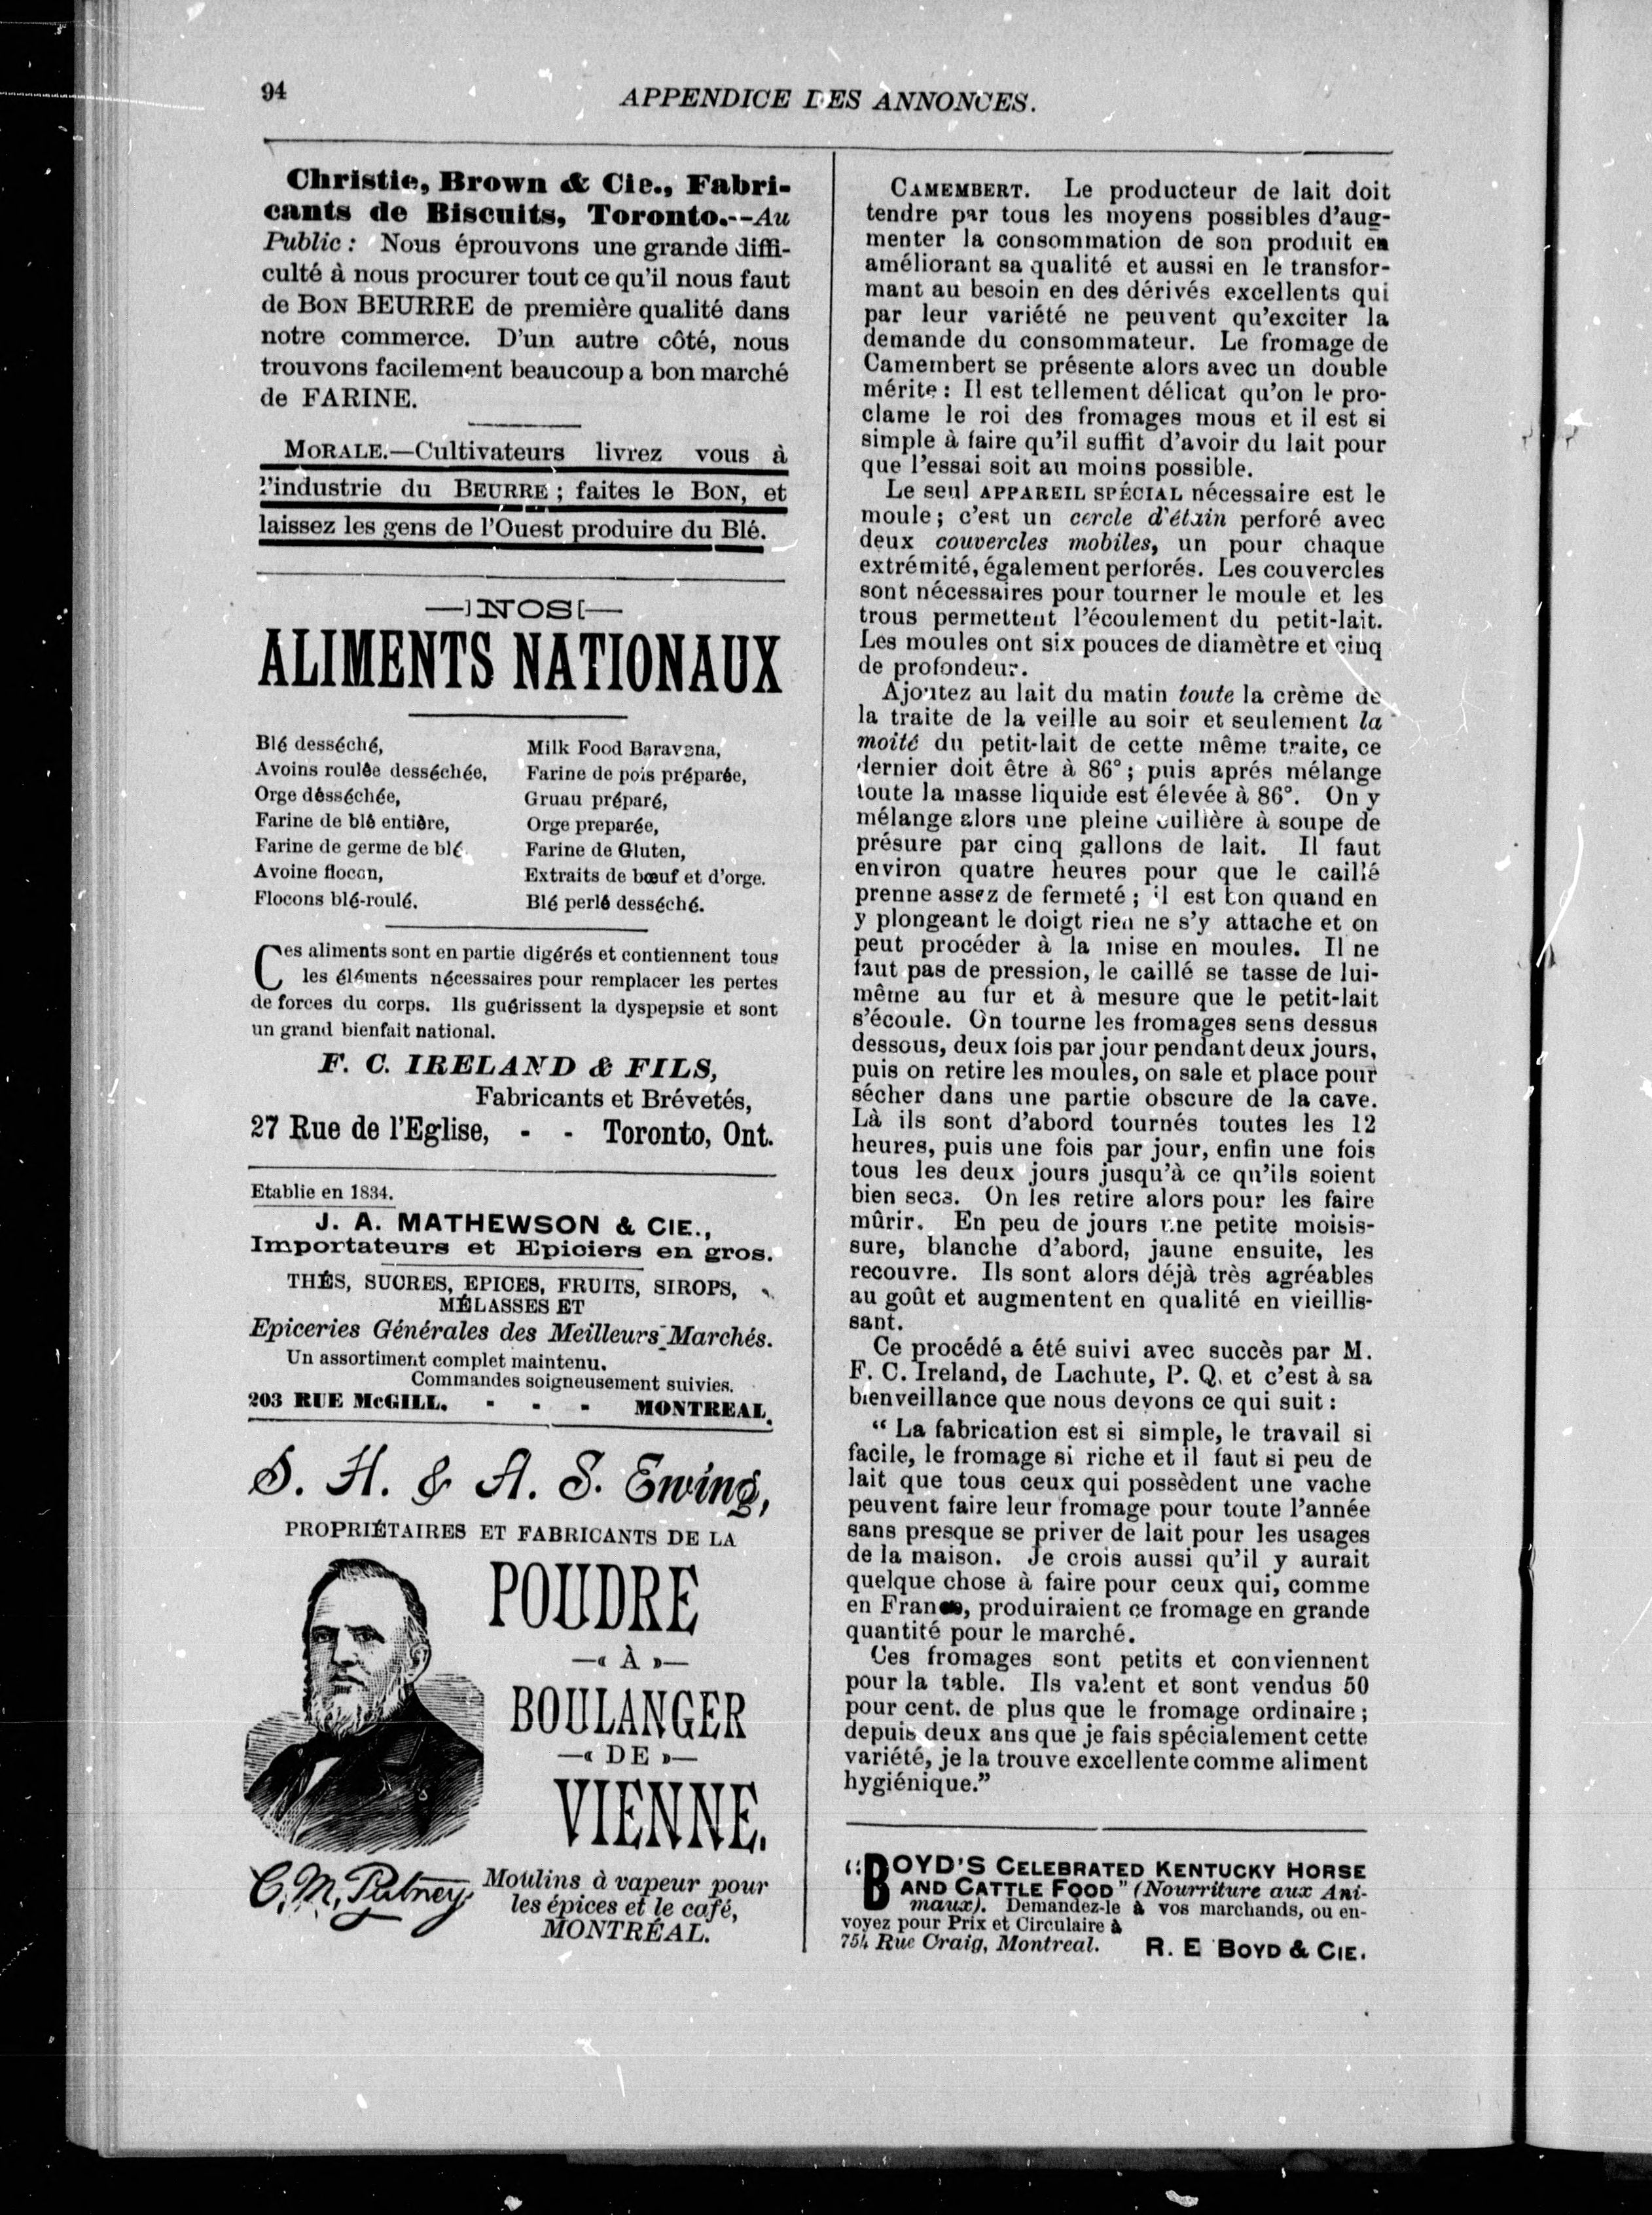 94
APPENDICE DES ANNONCES.
Christie, Brown & Cie., Fabri-
cants de Biscuits, Toronto.--Au
Public : Nous éprouvons une grande diffi-
culté à nous procurer tout ce qu'il nous faut
de BON BEURRE de première qualité dans
notre commerce. D'un autre côté, nous
trouvons facilement beaucoup a bon marché
de FARINE.
MORALE.—Cultivateurs livrez vous à
l'industrie du BEURRE ; faites le BON, et
laissez les gens de l'Ouest produire du Blé.
NOS
ALIMENTS NATIONAUX
Blé desséché,
Avoins roulée desséchée,
Orge désséchée,
Farine de blé entière,
Farine de germe de blé
Avoine flocon,
Flocons blé-roulé.
Milk Food Baravena,
Farine de pois préparée,
Gruau préparé,
Orge preparée,
Farine de Gluten,
Extraits de bœuf et d'orge.
Blé perlé desséché.
Ces aliments sont en partie digérés et contiennent tous
les éléments nécessaires pour remplacer les pertes
de forces du corps. Ils guérissent la dyspepsie et sont
un grand bienfait national.
F. C. IRELAND & FILS,
Fabricants et Brévetés,
27 Rue de l'Eglise, - - Toronto, Ont.
Etablie en 1834.
J. A. MATHEWSON & CIE.,
Importateurs et Epiciers en gros.
THÉS, SUCRES, EPICES, FRUITS, SIROPS,
MÉLASSES ET
Epiceries Générales des Meilleurs Marchés.
Un assortiment complet maintenu.
Commandes soigneusement suivies.
203 RUE McGILL. - - - MONTREAL.
S. H. & A. S. Ewing,
PROPRIÉTAIRES ET FABRICANTS DE LA
POUDRE
—« À »—
BOULANGER
—« DE »—
VIENNE.
C. M. Putney
Moulins à vapeur pour
les épices et le café,
MONTRÉAL.
CAMEMBERT. Le producteur de lait doit
tendre par tous les moyens possibles d'aug-
menter la consommation de son produit en
améliorant sa qualité et aussi en le transfor-
mant au besoin en des dérivés excellents qui
par leur variété ne peuvent qu'exciter la
demande du consommateur. Le fromage de
Camembert se présente alors avec un double
mérite : Il est tellement délicat qu'on le pro-
clame le roi des fromages mous et il est si
simple à faire qu'il suffit d'avoir du lait pour
que l'essai soit au moins possible.
Le seul APPAREIL SPÉCIAL nécessaire est le
moule ; c'est un cercle d'étain perforé avec
deux couvercles mobiles, un pour chaque
extrémité, également perforés. Les couvercles
sont nécessaires pour tourner le moule et les
trous permettent l'écoulement du petit-lait.
Les moules ont six pouces de diamètre et cinq
de profondeur.
Ajoutez au lait du matin toute la crème de
la traite de la veille au soir et seulement la
moité du petit-lait de cette même traite, ce
dernier doit être à 86° ; puis aprés mélange
toute la masse liquide est élevée à 86°. On y
mélange alors une pleine cuillère à soupe de
présure par cinq gallons de lait. Il faut
environ quatre heures pour que le caillé
prenne assez de fermeté ; il est bon quand en
y plongeant le doigt rien ne s'y attache et on
peut procéder à la mise en moules. Il ne
faut pas de pression, le caillé se tasse de lui-
même au fur et à mesure que le petit-lait
s'écoule. On tourne les fromages sens dessus
dessous, deux fois par jour pendant deux jours,
puis on retire les moules, on sale et place pour
sécher dans une partie obscure de la cave.
Là ils sont d'abord tournés toutes les 12
heures, puis une fois par jour, enfin une fois
tous les deux jours jusqu'à ce qu'ils soient
bien secs. On les retire alors pour les faire
mûrir. En peu de jours une petite moisis-
sure, blanche d'abord, jaune ensuite, les
recouvre. Ils sont alors déjà très agréables
au goût et augmentent en qualité en vieillis-
sant.
Ce procédé a été suivi avec succès par M.
F. C. Ireland, de Lachute, P. Q. et c'est à sa
bienveillance que nous devons ce qui suit :
" La fabrication est si simple, le travail si
facile, le fromage si riche et il faut si peu de
lait que tous ceux qui possèdent une vache
peuvent faire leur fromage pour toute l'année
sans presque se priver de lait pour les usages
de la maison. Je crois aussi qu'il y aurait
quelque chose à faire pour ceux qui, comme
en France, produiraient ce fromage en grande
quantité pour le marché.
Ces fromages sont petits et conviennent
pour la table. Ils valent et sont vendus 50
pour cent. de plus que le fromage ordinaire ;
depuis deux ans que je fais spécialement cette
variété, je la trouve excellente comme aliment
hygiénique."
"BOYD'S CELEBRATED KENTUCKY HORSE
AND CATTLE FOOD" (Nourriture aux Ani-
maux). Demandez-le à vos marchands, ou en-
voyez pour Prix et Circulaire à
754 Rue Craig, Montreal. R. E BOYD & CIE.